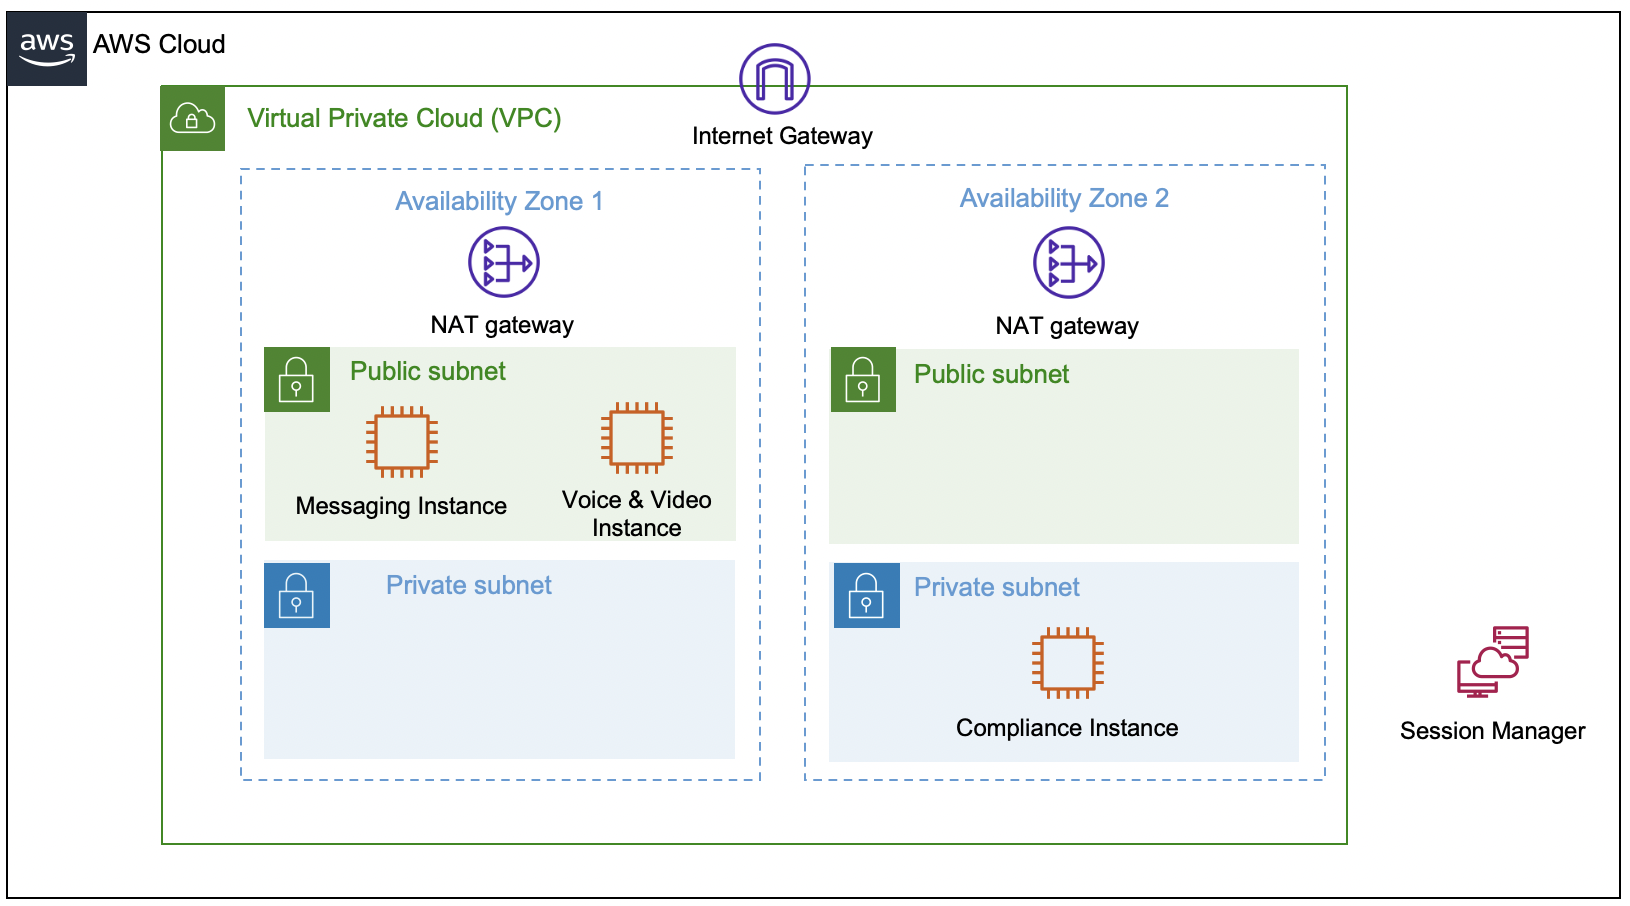 aws
AWS Cloud
Internet Gateway
Virtual Private Cloud (VPC)
Availability Zone 1
NAT gateway
Public subnet
Messaging Instance
Voice & Video
Instance
Private subnet
Availability Zone 2
NAT gateway
Public subnet
Private subnet
Compliance Instance
Session Manager